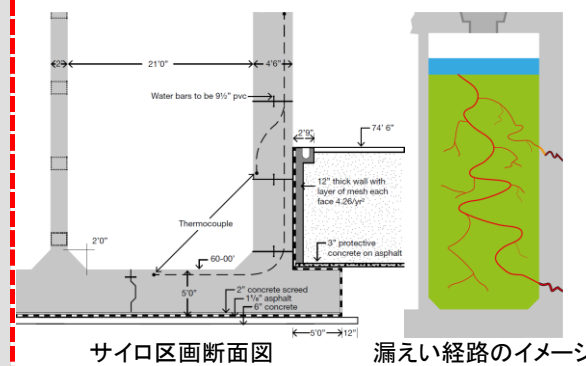 2"
21'0"
4'6"
Water bars to be 9½" pvc
2'9"
74' 6"
12" thick wall with
layer of mesh each
face 4.26/yr²
Thermocouple
2'0"
60-00'
3" protective
concrete on asphalt
5'0"
2" concrete screed
1⅛" asphalt
6" concrete
5'0"
12"
サイロ区画断面図
漏えい経路のイメージ